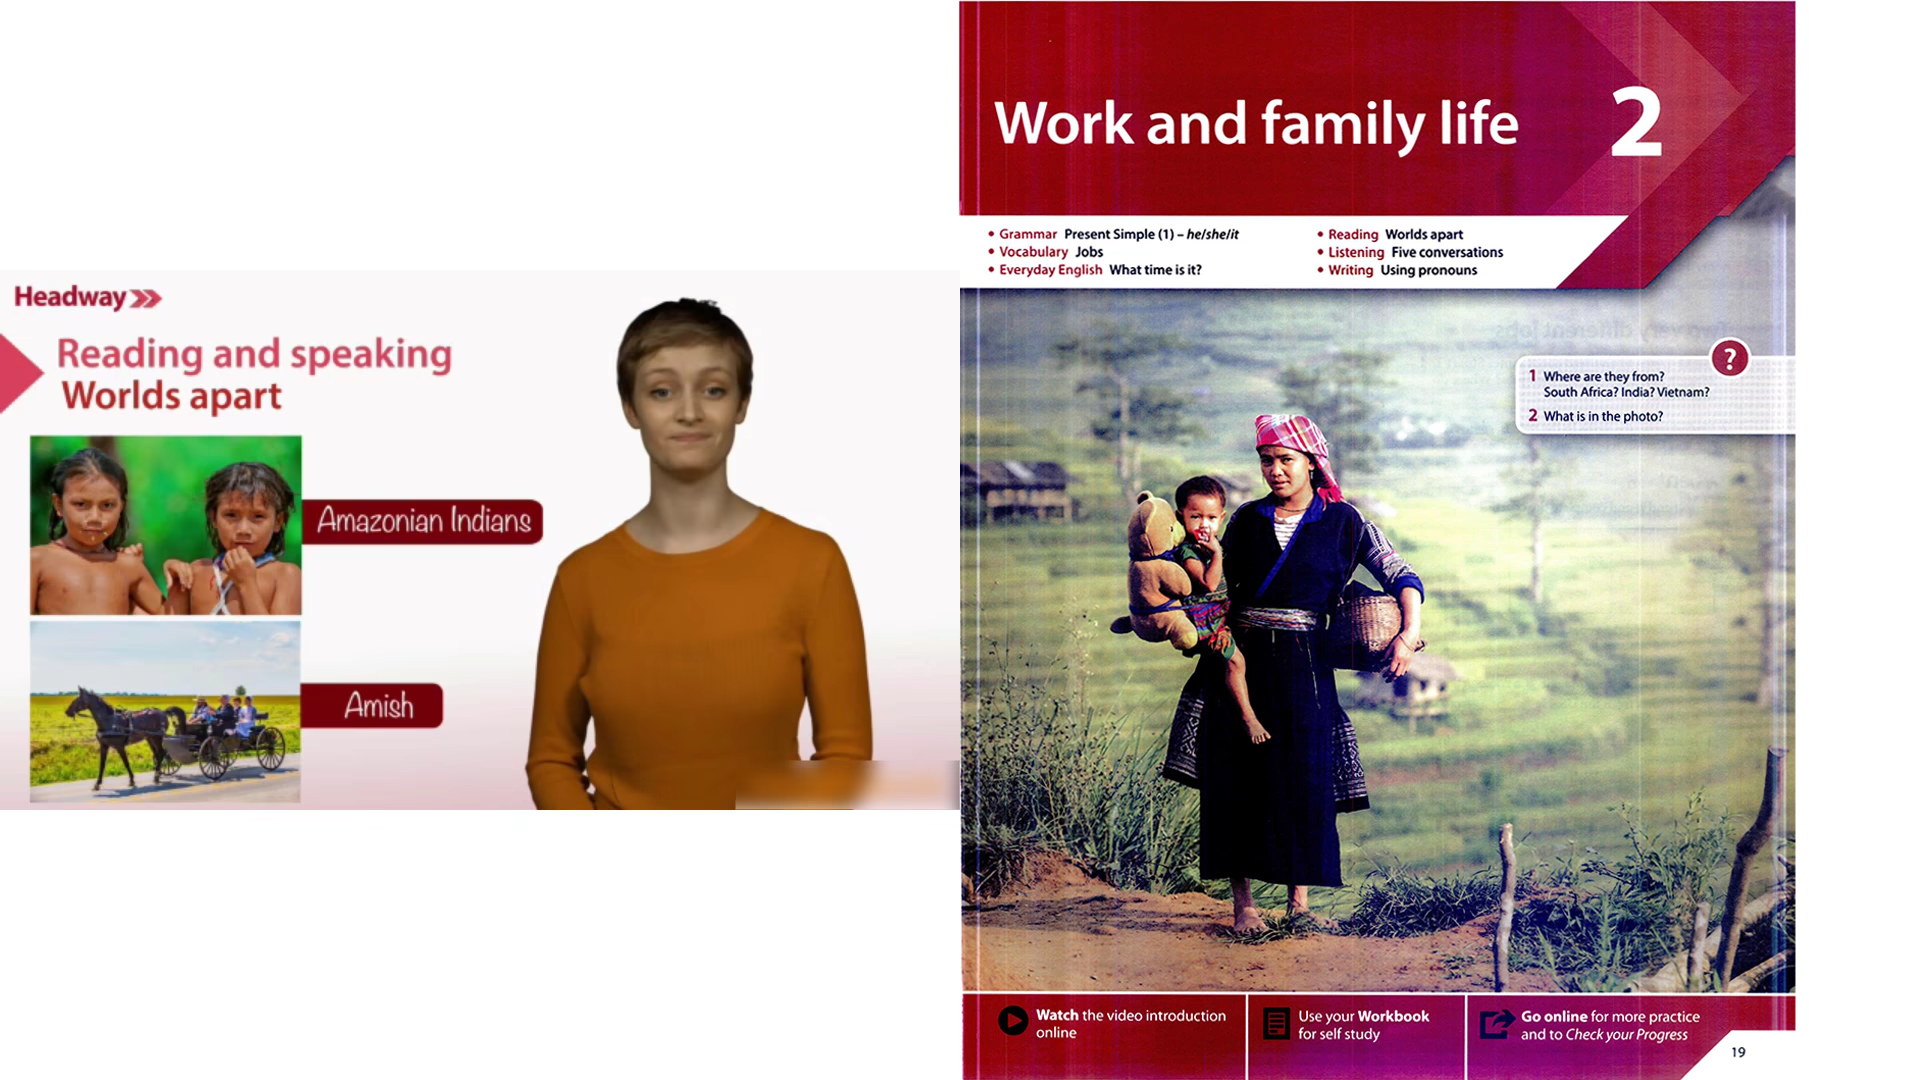 Headway
Reading and speaking
Worlds apart
Amazonian Indians
Amish
Work and family life
2
• Grammar Present Simple (1) – he/she/it
• Vocabulary Jobs
• Everyday English What time is it?
• Reading Worlds apart
• Listening Five conversations
• Writing Using pronouns
?
1 Where are they from?
South Africa? India? Vietnam?
2 What is in the photo?
Watch the video introduction
online
Use your Workbook
for self study
Go online for more practice
and to Check your Progress
19